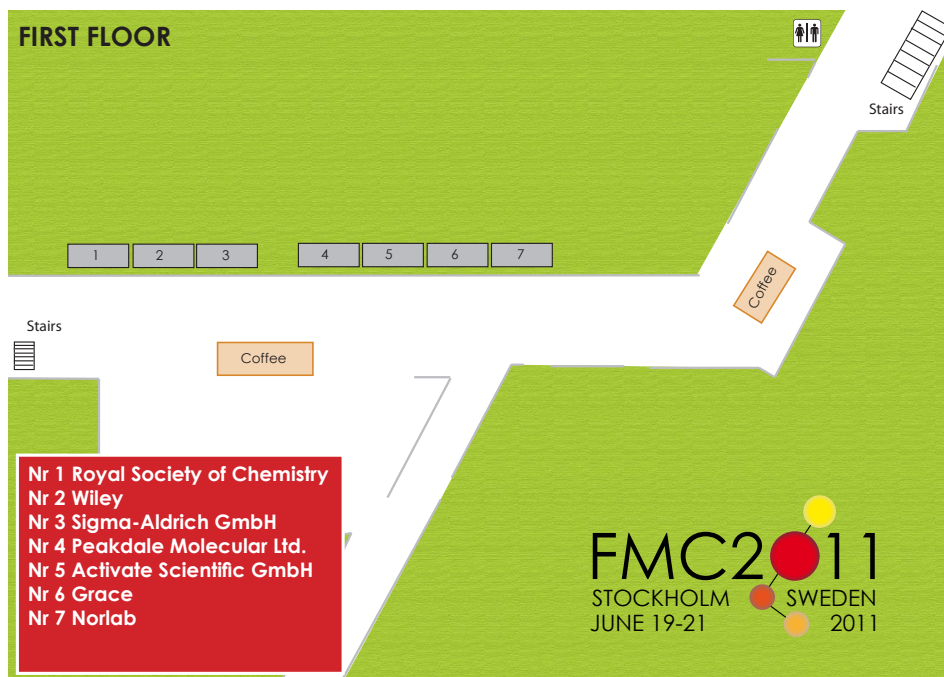 FIRST FLOOR
Stairs
1 2 3 4 5 6 7
Coffee
Stairs
Coffee
Nr 1 Royal Society of Chemistry
Nr 2 Wiley
Nr 3 Sigma-Aldrich GmbH
Nr 4 Peakdale Molecular Ltd.
Nr 5 Activate Scientific GmbH
Nr 6 Grace
Nr 7 Norlab
FMC2011
STOCKHOLM SWEDEN
JUNE 19-21 2011